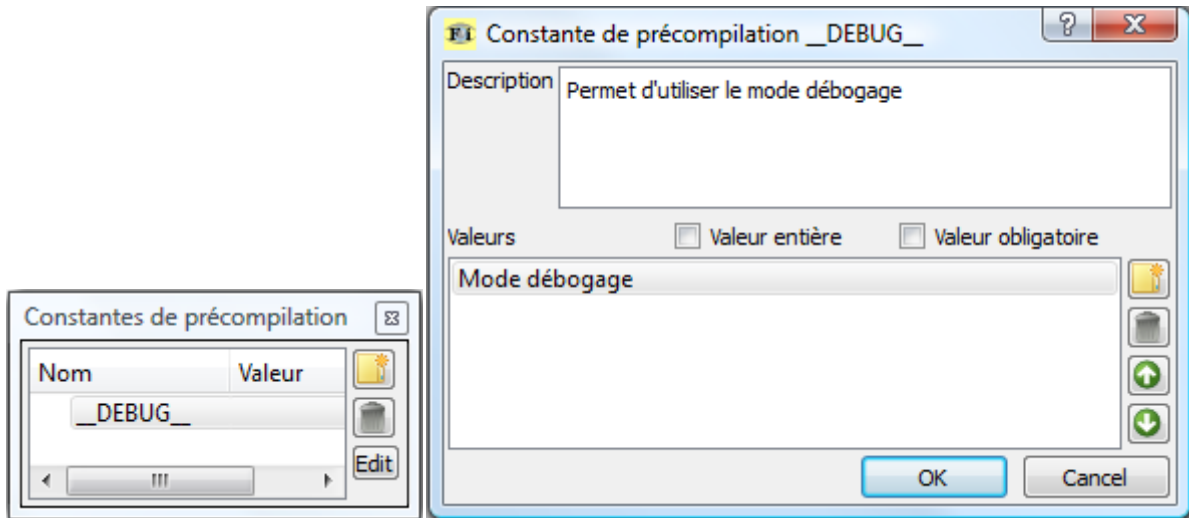 Constantes de précompilation
Nom Valeur
__DEBUG__
Edit
Constante de précompilation __DEBUG__
Description
Permet d'utiliser le mode débogage
Valeurs Valeur entière Valeur obligatoire
Mode débogage
OK Cancel